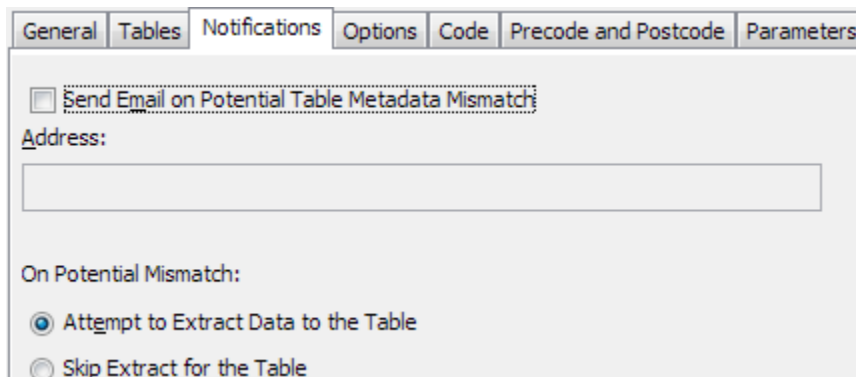 General Tables Notifications Options Code Precode and Postcode Parameters
Send Email on Potential Table Metadata Mismatch
Address:
On Potential Mismatch:
Attempt to Extract Data to the Table
Skip Extract for the Table